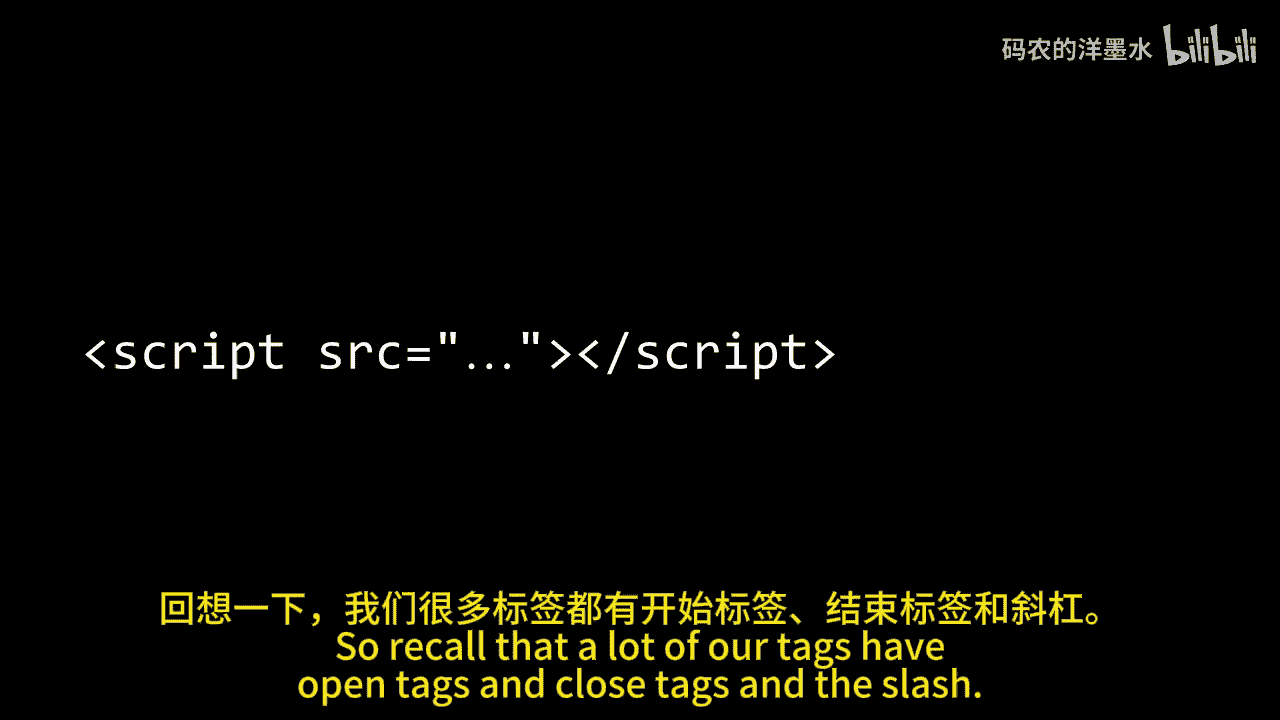 码农的洋墨水 bilibili
<script src="..."></script>
回想一下，我们很多标签都有开始标签、结束标签和斜杠。
So recall that a lot of our tags have
open tags and close tags and the slash.